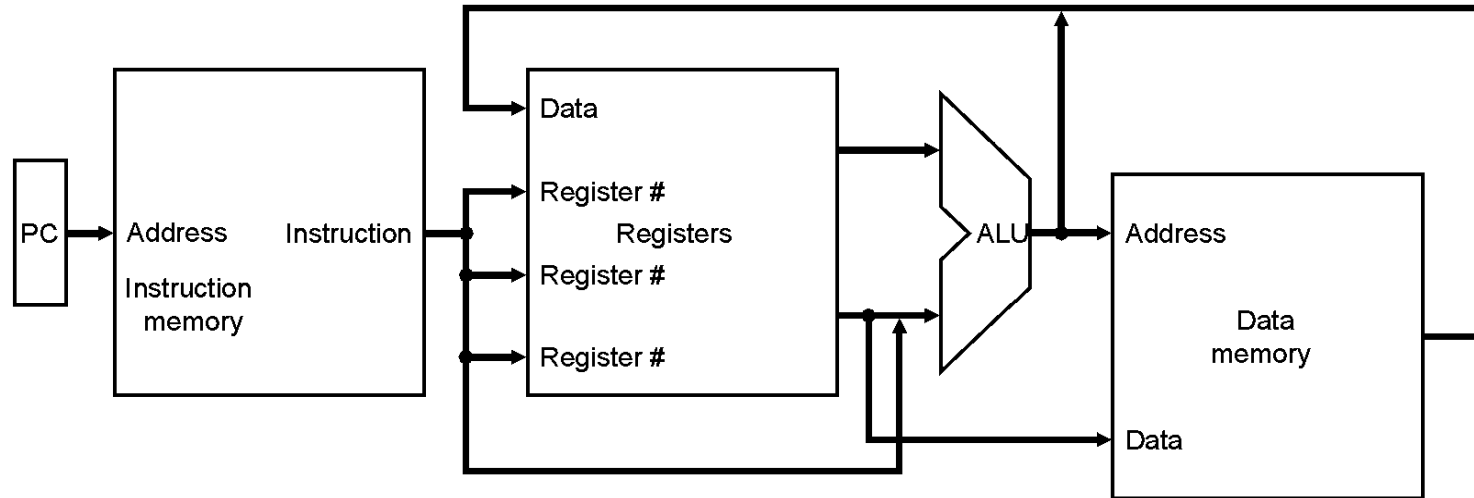 PC
Address
Instruction
Instruction
memory
Data
Register #
Registers
Register #
Register #
ALU
Address
Data
memory
Data